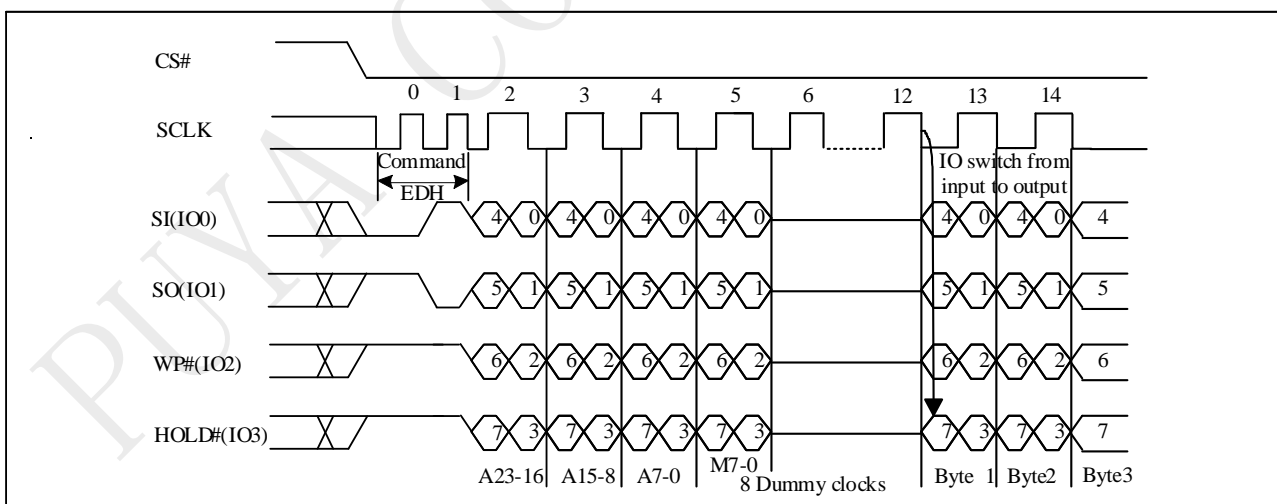 PUYA CO
CS#
0 1 2 3 4 5 6 12 13 14
SCLK
Command
EDH
IO switch from
input to output
SI(IO0) 4 0 4 0 4 0 4 0 4 0 4 0 4
SO(IO1) 5 1 5 1 5 1 5 1 5 1 5 1 5
WP#(IO2) 6 2 6 2 6 2 6 2 6 2 6 2 6
HOLD#(IO3) 7 3 7 3 7 3 7 3 7 3 7 3 7
A23-16 A15-8 A7-0 M7-0 8 Dummy clocks Byte 1 Byte2 Byte3